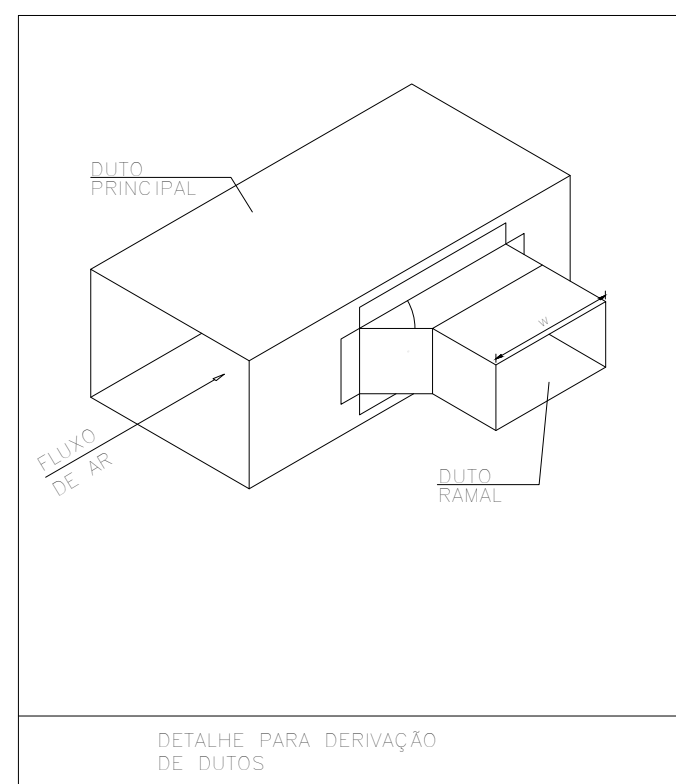 DUTO
PRINCIPAL
W
FLUXO
DE AR
DUTO
RAMAL
DETALHE PARA DERIVAÇÃO
DE DUTOS